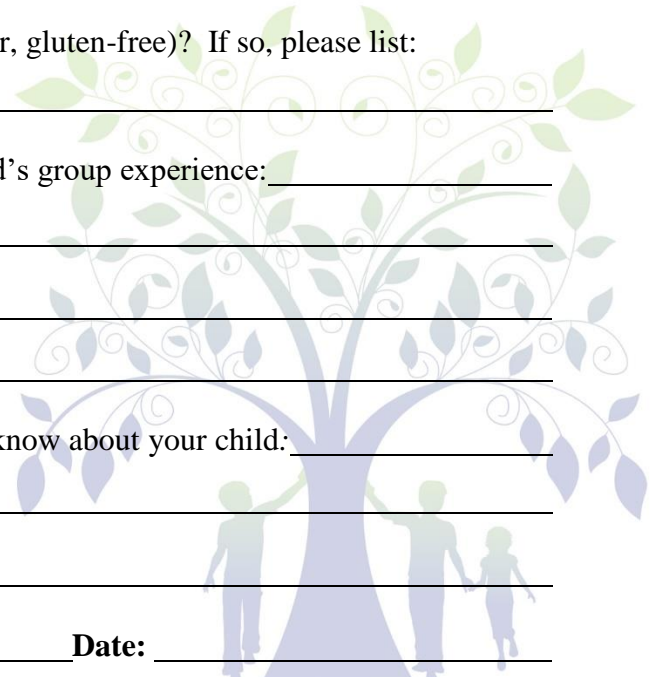 r, gluten-free)? If so, please list:
d’s group experience:
know about your child:
Date: